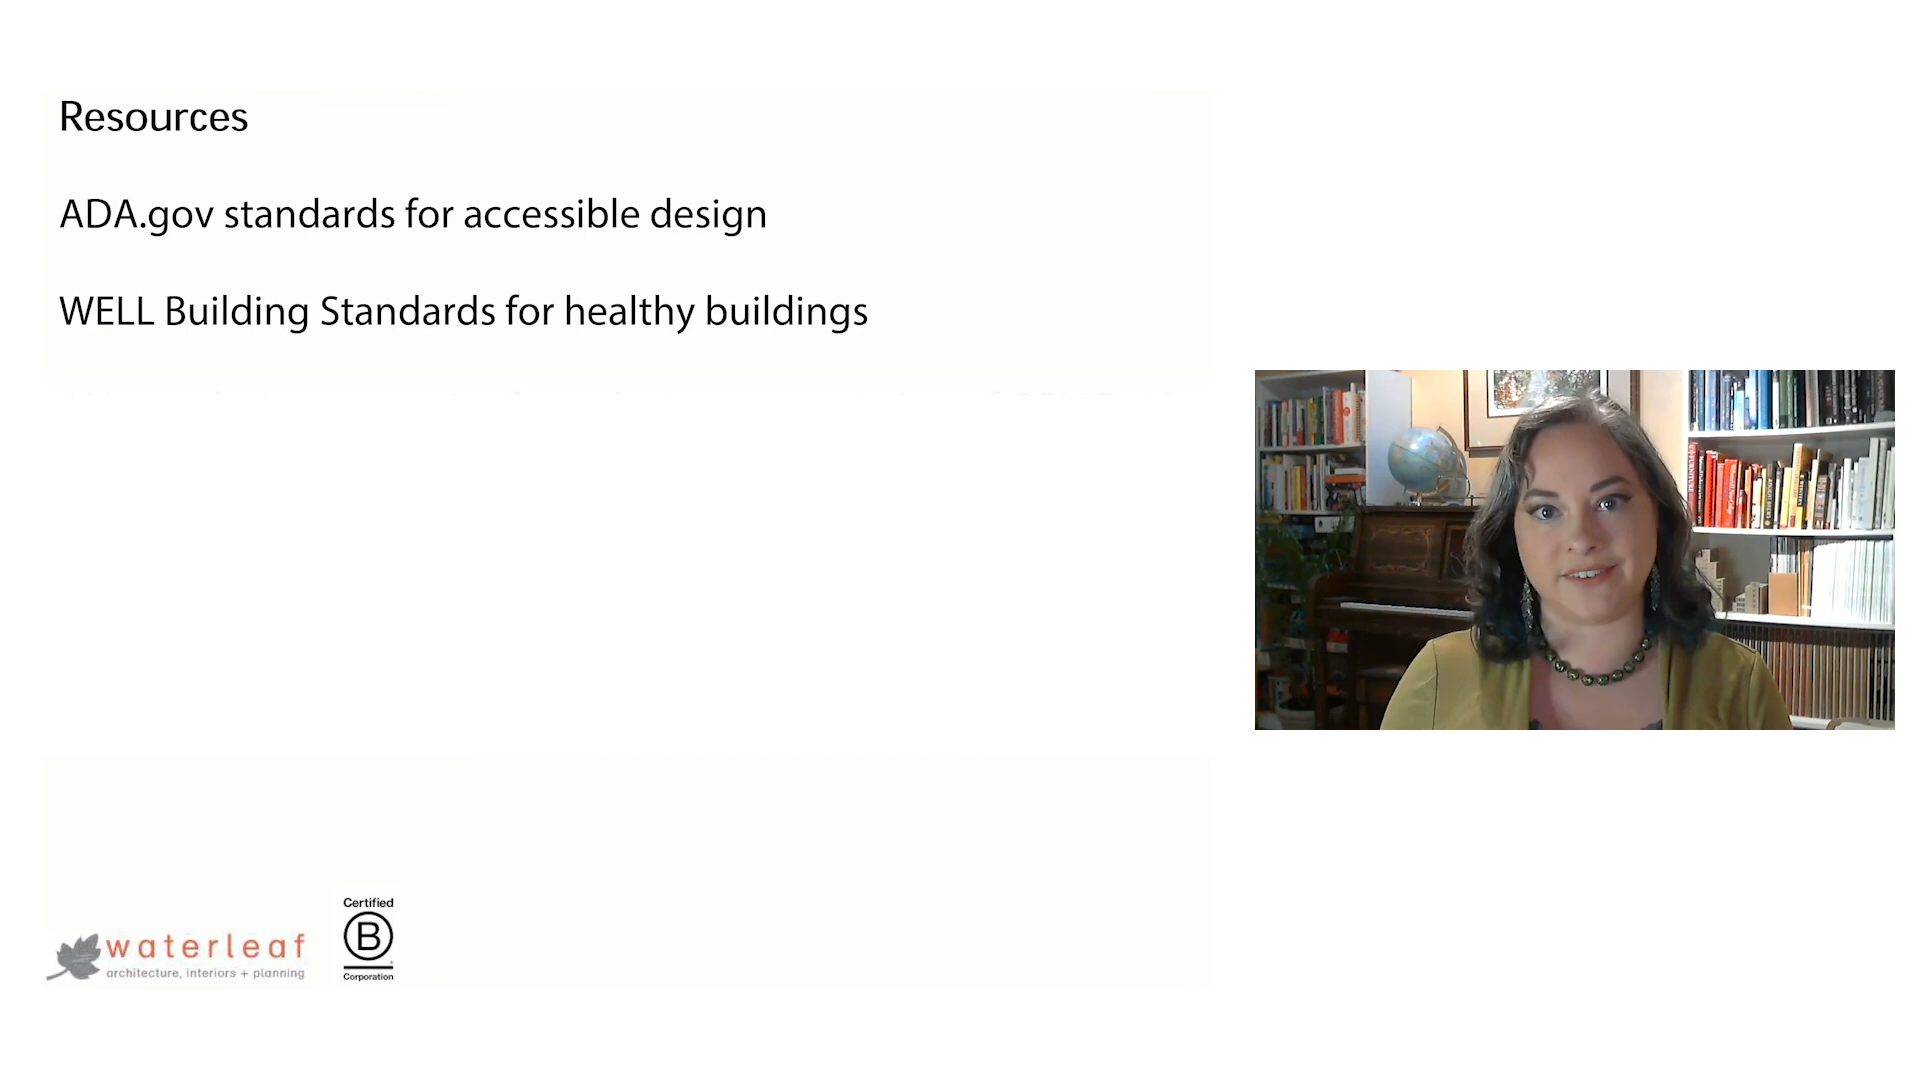 Resources
ADA.gov standards for accessible design
WELL Building Standards for healthy buildings
waterleaf
architecture, interiors + planning
Certified
B
Corporation